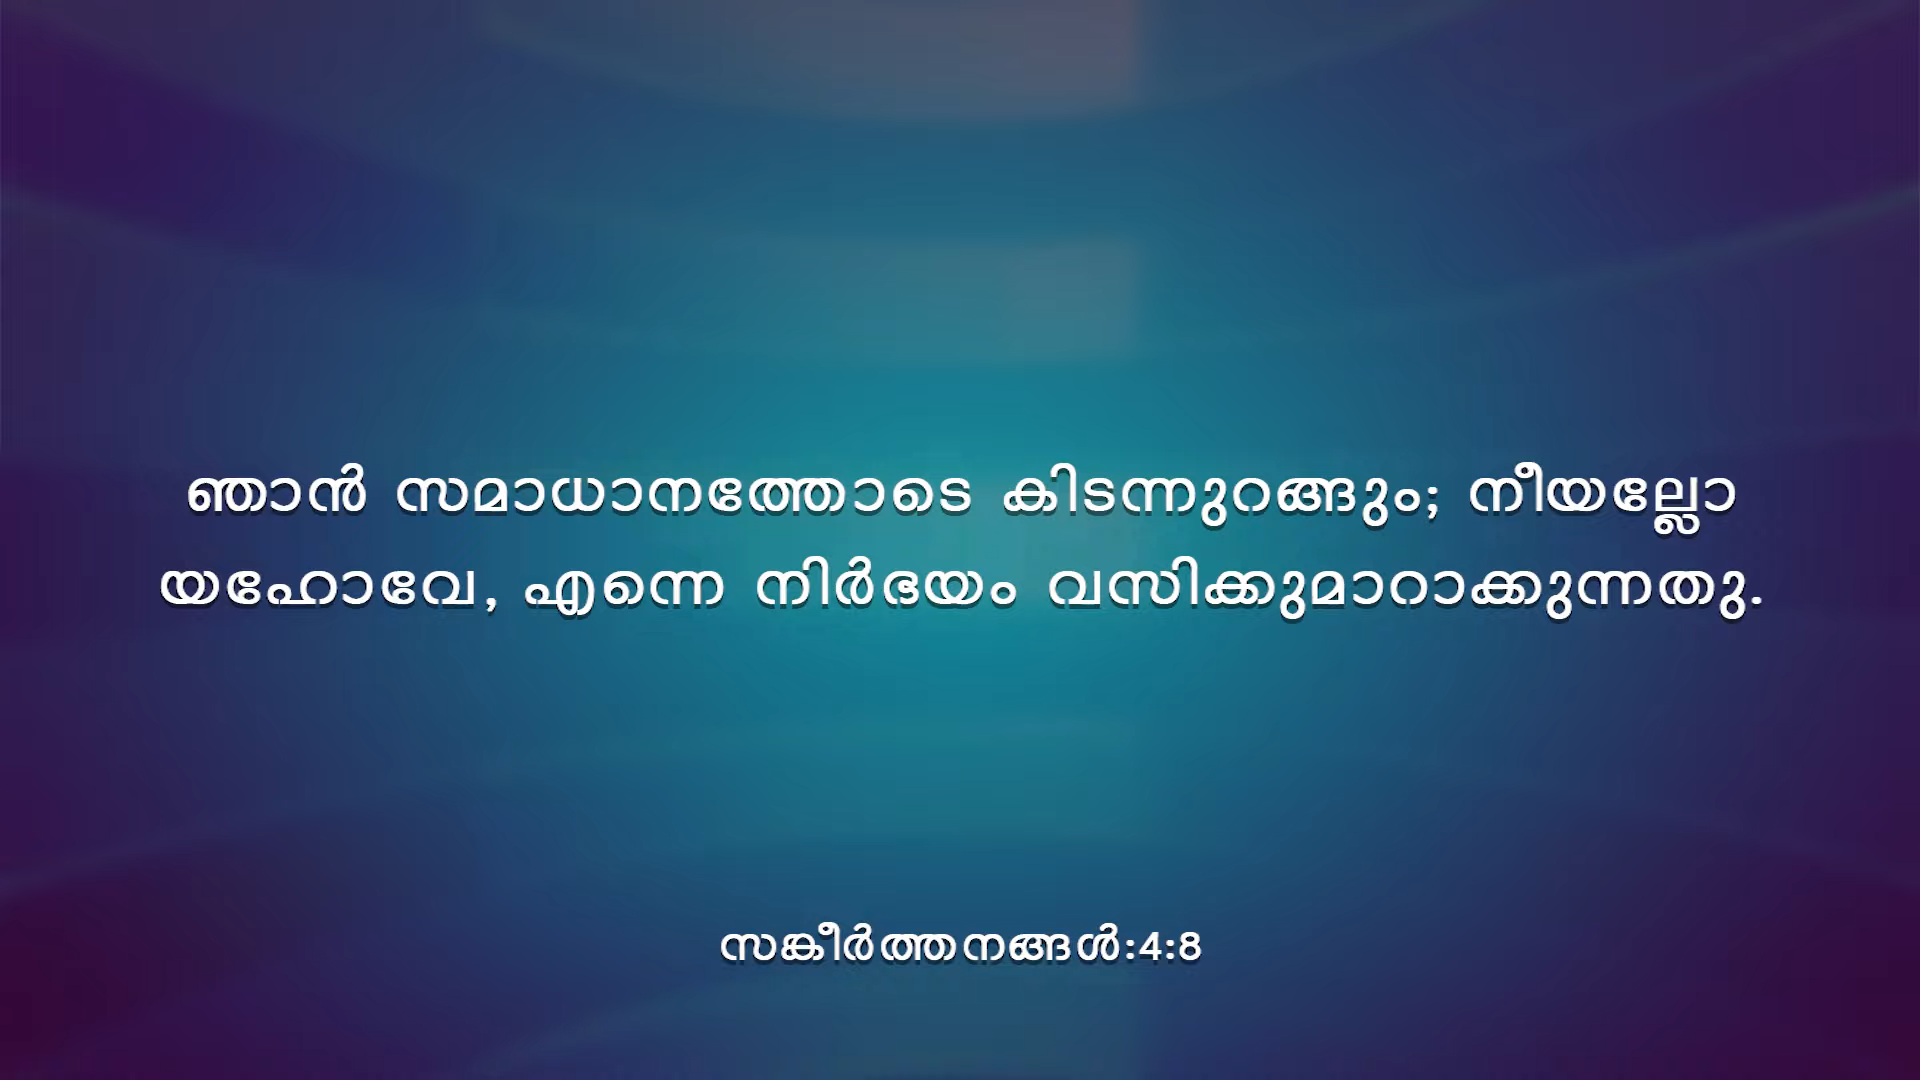 ഞാൻ സമാധാനത്തോടെ കിടന്നുറങ്ങും; നീയല്ലോ
യഹോവേ, എന്നെ നിർഭയം വസിക്കുമാറാക്കുന്നതു.
സങ്കീർത്തനങ്ങൾ:4:8